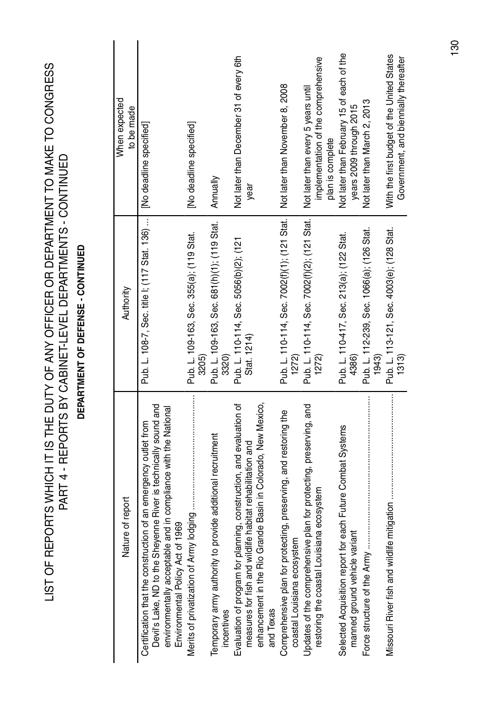 LIST OF REPORTS WHICH IT IS THE DUTY OF ANY OFFICER OR DEPARTMENT TO MAKE TO CONGRESS
PART 4 - REPORTS BY CABINET-LEVEL DEPARTMENTS - CONTINUED
DEPARTMENT OF DEFENSE - CONTINUED
Nature of report
Authority
When expected
to be made
Certification that the construction of an emergency outlet from
Devil's Lake, ND to the Sheyenne River is technically sound and
environmentally acceptable and in compliance with the National
Environmental Policy Act of 1969
Pub. L. 108-7, Sec. title I; (117 Stat. 136) ...
[No deadline specified]
Merits of privatization of Army lodging ..........
Pub. L. 109-163, Sec. 355(a); (119 Stat.
3205)
[No deadline specified]
Temporary army authority to provide additional recruitment
incentives
Pub. L. 109-163, Sec. 681(h)(1); (119 Stat.
3320)
Annually
Evaluation of program for planning, construction, and evaluation of
measures for fish and wildlife habitat rehabilitation and
enhancement in the Rio Grande Basin in Colorado, New Mexico,
and Texas
Pub. L. 110-114, Sec. 5056(b)(2); (121
Stat. 1214)
Not later than December 31 of every 6th
year
Comprehensive plan for protecting, preserving, and restoring the
coastal Louisiana ecosystem
Pub. L. 110-114, Sec. 7002(f)(1); (121 Stat.
1272)
Not later than November 8, 2008
Updates of the comprehensive plan for protecting, preserving, and
restoring the coastal Louisiana ecosystem
Pub. L. 110-114, Sec. 7002(f)(2); (121 Stat.
1272)
Not later than every 5 years until
implementation of the comprehensive
plan is complete
Selected Acquisition report for each Future Combat Systems
manned ground vehicle variant
Pub. L. 110-417, Sec. 213(a); (122 Stat.
4386)
Not later than February 15 of each of the
years 2009 through 2015
Force structure of the Army ..........
Pub. L. 112-239, Sec. 1066(a); (126 Stat.
1943)
Not later than March 2, 2013
Missouri River fish and wildlife mitigation ..........
Pub. L. 113-121, Sec. 4003(e); (128 Stat.
1313)
With the first budget of the United States
Government, and biennially thereafter
130